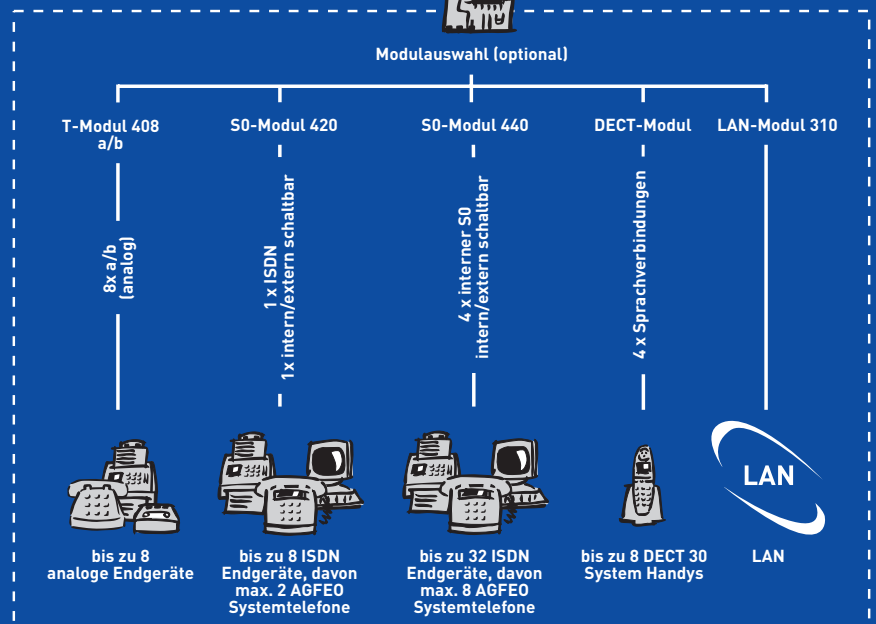 Modulauswahl (optional)
T-Modul 408
a/b
S0-Modul 420
S0-Modul 440
DECT-Modul
LAN-Modul 310
8x a/b
(analog)
1 x ISDN
1x intern/extern schaltbar
4 x interner S0
intern/extern schaltbar
4 x Sprachverbindungen
LAN
bis zu 8
analoge Endgeräte
bis zu 8 ISDN
Endgeräte, davon
max. 2 AGFEO
Systemtelefone
bis zu 32 ISDN
Endgeräte, davon
max. 8 AGFEO
Systemtelefone
bis zu 8 DECT 30
System Handys
LAN